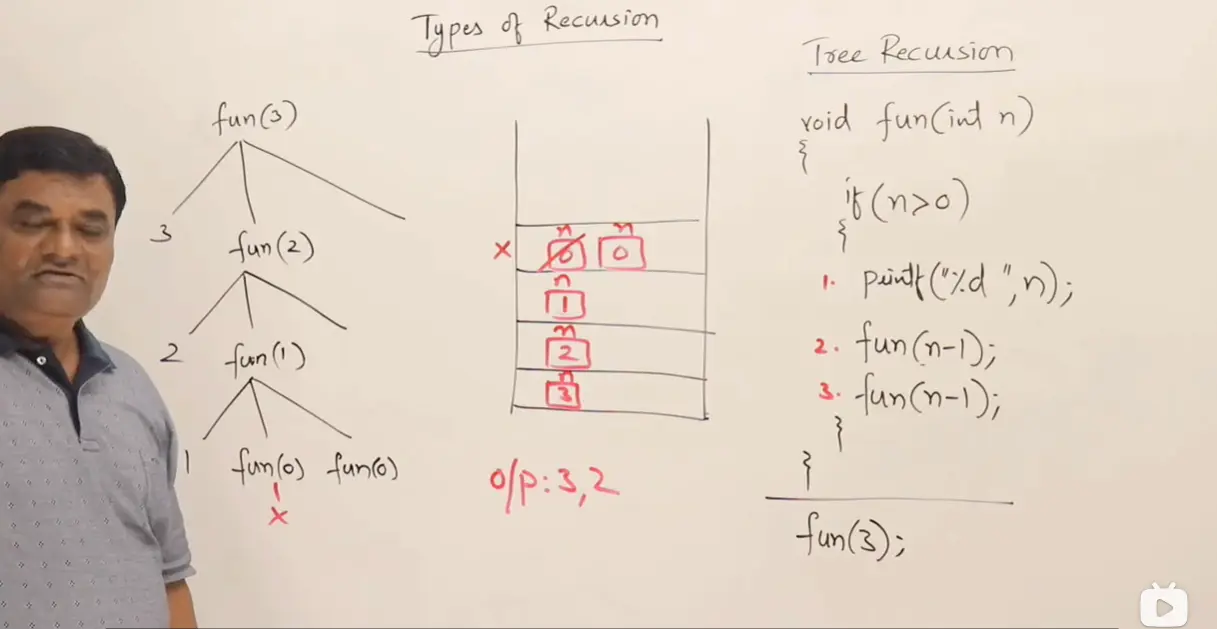 Types of Recursion
fun(3)
3
fun(2)
2
fun(1)
1 fun(0) fun(0)
x
n n
x 0 0
n
1
n
2
n
3
o/p: 3, 2
Tree Recursion
void fun(int n)
{
if(n>0)
{
1. printf("%d ",n);
2. fun(n-1);
3. fun(n-1);
}
}
fun(3);